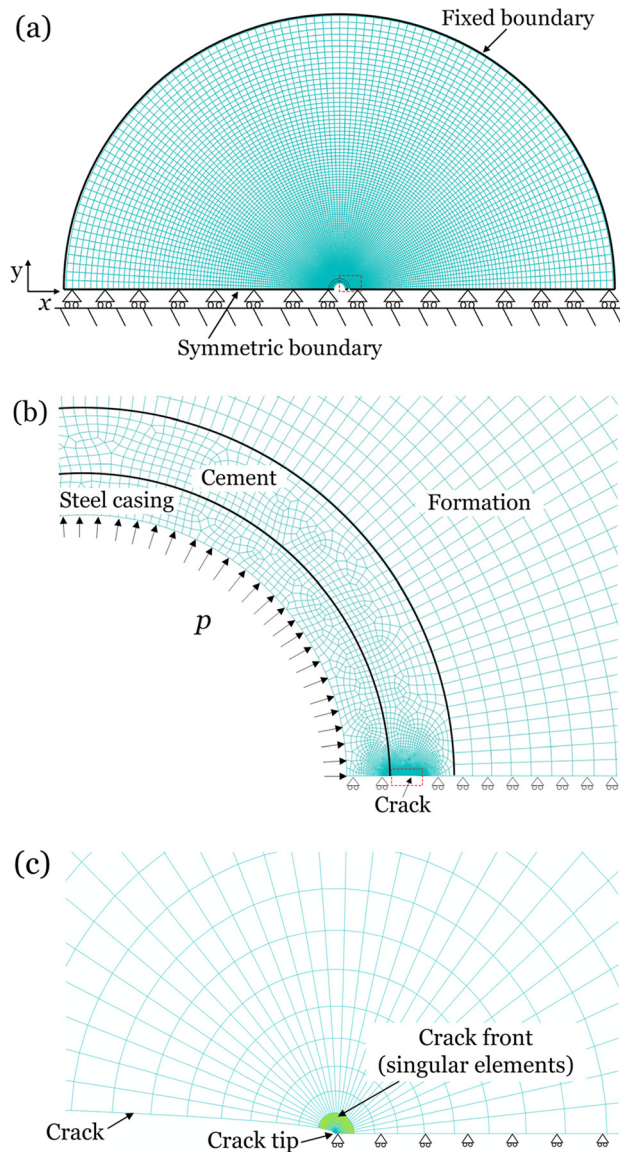 (a)
Fixed boundary
y
x
Symmetric boundary
(b)
Cement
Steel casing
Formation
p
Crack
(c)
Crack front
(singular elements)
Crack
Crack tip